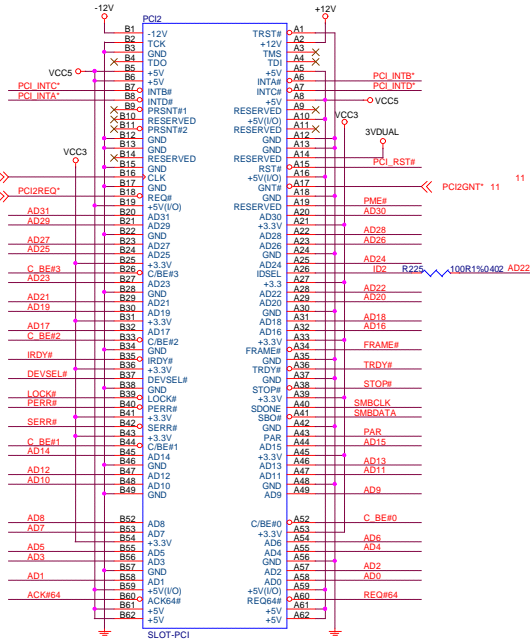 -12V +12V
PCI2
B1 -12V TRST# A1
B2 TCK +12V A2
B3 GND TMS A3
B4 TDO TDI A4
VCC5 B5 +5V +5V A5
B6 +5V INTA# A6 PCI_INTB*
PCI_INTC* B7 INTB# INTC# A7 PCI_INTD*
PCI_INTA* B8 INTD# +5V A8 VCC5
B9 PRSNT#1 RESERVED A9
B10 RESERVED +5V(I/O) A10
B11 PRSNT#2 RESERVED A11 VCC3
B12 GND GND A12
B13 GND GND A13 3VDUAL
VCC3 B14 RESERVED RESERVED A14
B15 GND RST# A15 PCI_RST#
B16 CLK +5V(I/O) A16 11
B17 GND GNT# A17 PCI2GNT* 11
PCI2REQ* B18 REQ# GND A18
B19 +5V(I/O) RESERVED A19 PME#
AD31 B20 AD31 AD30 A20 AD30
AD29 B21 AD29 +3.3V A21
B22 GND AD28 A22 AD28
AD27 B23 AD27 AD26 A23 AD26
AD25 B24 AD25 GND A24
B25 +3.3V AD24 A25 AD24
C_BE#3 B26 C/BE#3 IDSEL A26 ID2 R225 100R1%0402 AD22
AD23 B27 AD23 +3.3 A27
B28 GND AD22 A28 AD22
AD21 B29 AD21 AD20 A29 AD20
AD19 B30 AD19 GND A30
B31 +3.3V AD18 A31 AD18
AD17 B32 AD17 AD16 A32 AD16
C_BE#2 B33 C/BE#2 +3.3V A33
B34 GND FRAME# A34 FRAME#
IRDY# B35 IRDY# GND A35
B36 +3.3V TRDY# A36 TRDY#
DEVSEL# B37 DEVSEL# GND A37
B38 GND STOP# A38 STOP#
LOCK# B39 LOCK# +3.3V A39
PERR# B40 PERR# SDONE A40 SMBCLK
B41 +3.3V SBO# A41 SMBDATA
SERR# B42 SERR# GND A42
B43 +3.3V PAR A43 PAR
C_BE#1 B44 C/BE#1 AD15 A44 AD15
AD14 B45 AD14 +3.3V A45
B46 GND AD13 A46 AD13
AD12 B47 AD12 AD11 A47 AD11
AD10 B48 AD10 GND A48
B49 GND AD9 A49 AD9
AD8 B52 AD8 C/BE#0 A52 C_BE#0
AD7 B53 AD7 +3.3V A53
B54 +3.3V AD6 A54 AD6
AD5 B55 AD5 AD4 A55 AD4
AD3 B56 AD3 GND A56
B57 GND AD2 A57 AD2
AD1 B58 AD1 AD0 A58 AD0
B59 +5V(I/O) +5V(I/O) A59
ACK#64 B60 ACK64# REQ64# A60 REQ#64
B61 +5V +5V A61
B62 +5V +5V A62
SLOT-PCI